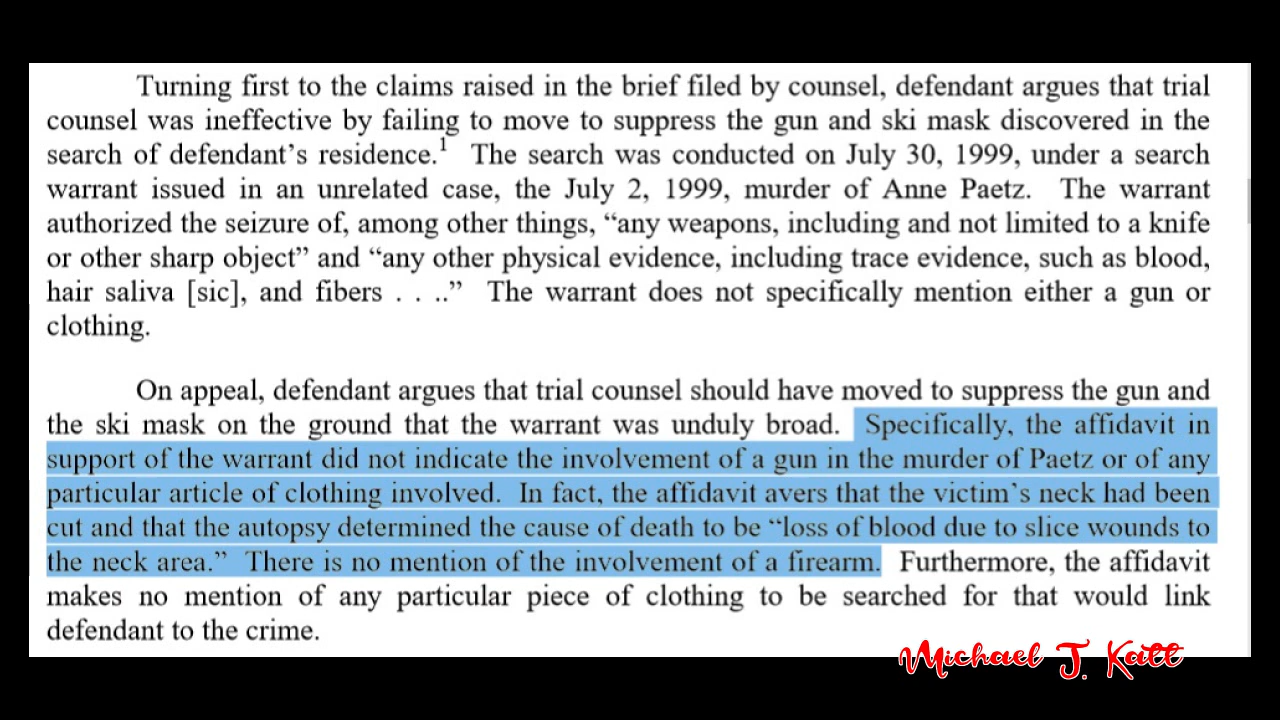 Turning first to the claims raised in the brief filed by counsel, defendant argues that trial
counsel was ineffective by failing to move to suppress the gun and ski mask discovered in the
search of defendant’s residence.1 The search was conducted on July 30, 1999, under a search
warrant issued in an unrelated case, the July 2, 1999, murder of Anne Paetz. The warrant
authorized the seizure of, among other things, “any weapons, including and not limited to a knife
or other sharp object” and “any other physical evidence, including trace evidence, such as blood,
hair saliva [sic], and fibers . . ..” The warrant does not specifically mention either a gun or
clothing.
On appeal, defendant argues that trial counsel should have moved to suppress the gun and
the ski mask on the ground that the warrant was unduly broad. Specifically, the affidavit in
support of the warrant did not indicate the involvement of a gun in the murder of Paetz or of any
particular article of clothing involved. In fact, the affidavit avers that the victim’s neck had been
cut and that the autopsy determined the cause of death to be “loss of blood due to slice wounds to
the neck area.” There is no mention of the involvement of a firearm. Furthermore, the affidavit
makes no mention of any particular piece of clothing to be searched for that would link
defendant to the crime.
Michael T. Katt